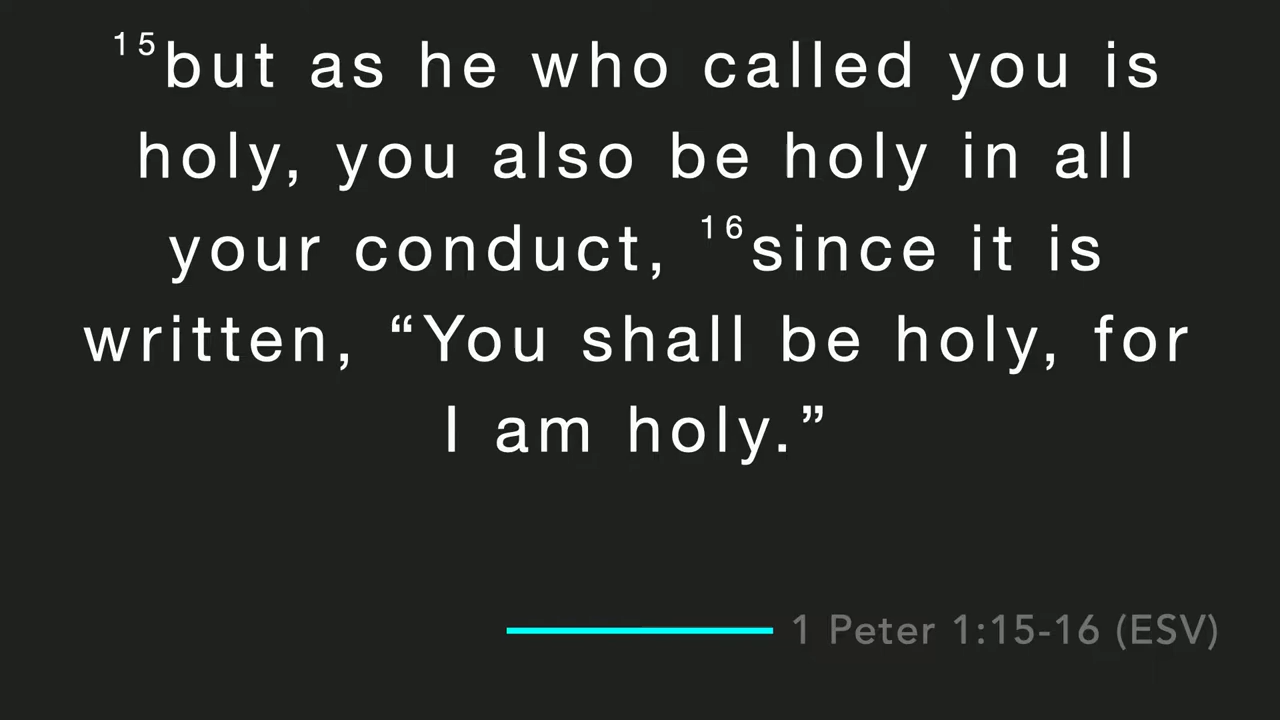 15but as he who called you is
holy, you also be holy in all
your conduct, 16since it is
written, “You shall be holy, for
I am holy.”
1 Peter 1:15-16 (ESV)